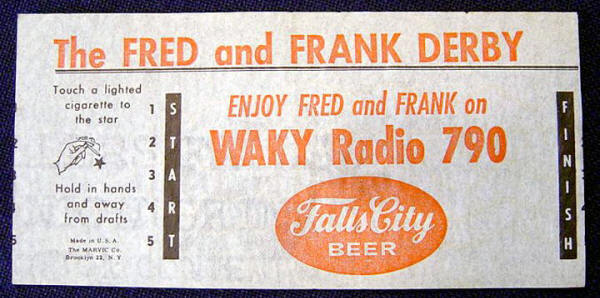 The FRED and FRANK DERBY
Touch a lighted
cigarette to
the star
Hold in hands
and away
from drafts
Made in U.S.A.
The MARVIC Co.
Brooklyn 22, N.Y.
1
2
3
4
5
START
ENJOY FRED and FRANK on
WAKY Radio 790
Falls City
BEER
FINISH